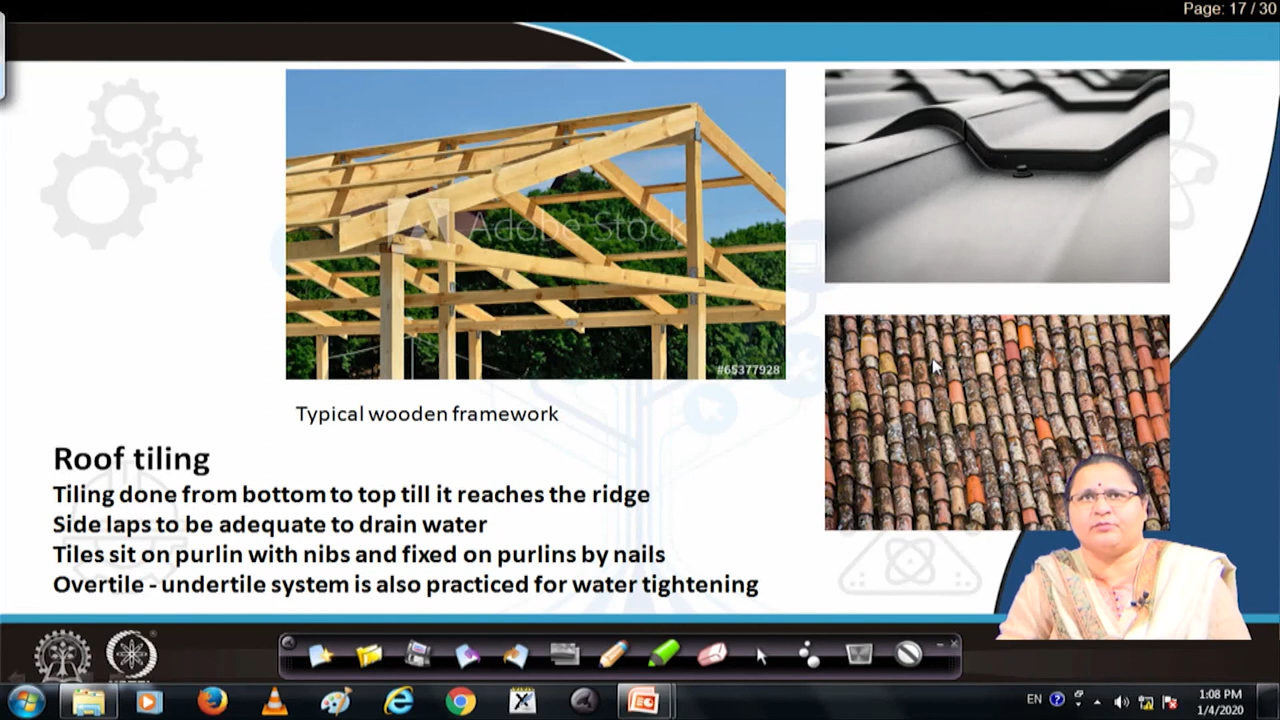 Page: 17 / 30
Adobe Stock
#65377928
Typical wooden framework
Roof tiling
Tiling done from bottom to top till it reaches the ridge
Side laps to be adequate to drain water
Tiles sit on purlin with nibs and fixed on purlins by nails
Overtile - undertile system is also practiced for water tightening
EN
1:08 PM
1/4/2020